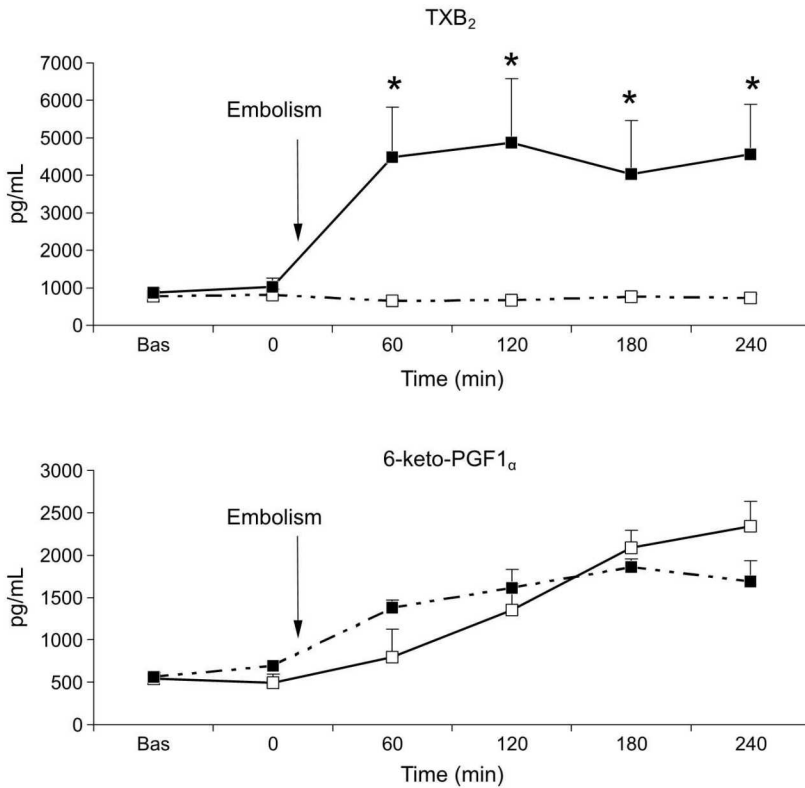 TXB₂
7000
6000
5000
4000
3000
2000
1000
0
pg/mL
Embolism
*
*
*
*
Bas 0 60 120 180 240
Time (min)
6-keto-PGF1α
3000
2500
2000
1500
1000
500
0
pg/mL
Embolism
Bas 0 60 120 180 240
Time (min)